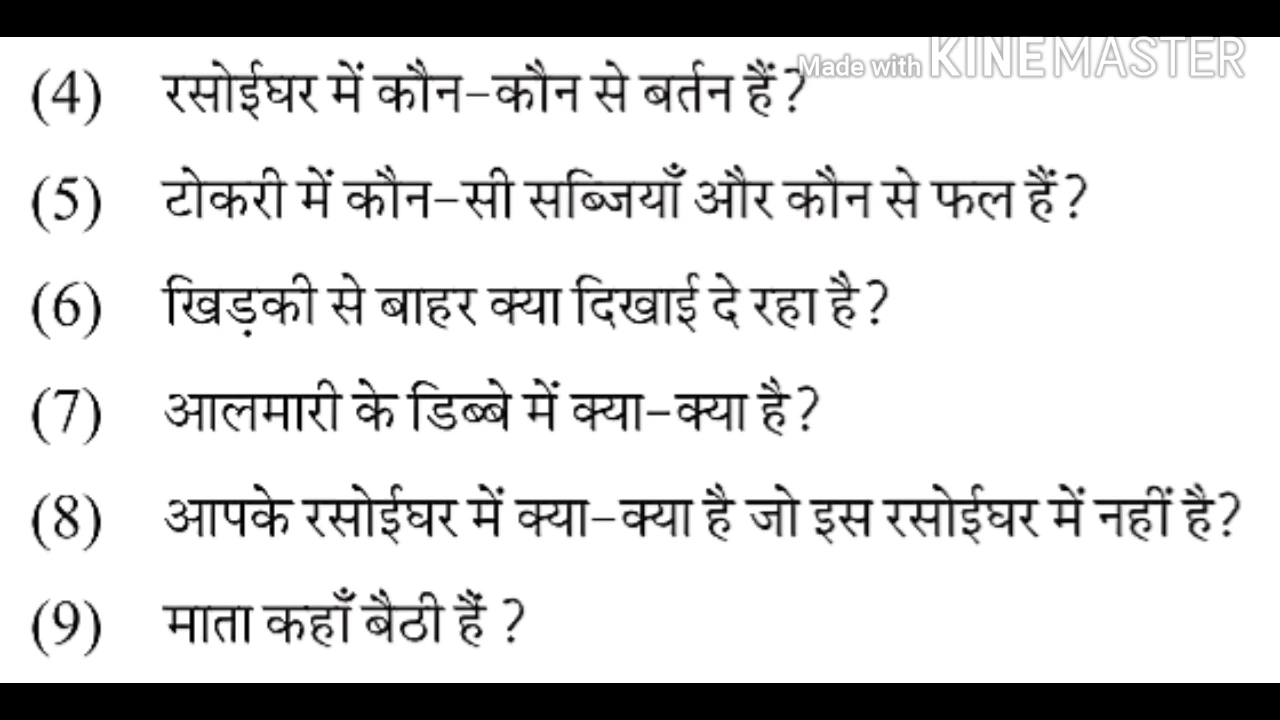 Made with KINEMASTER
(4) रसोईघर में कौन-कौन से बर्तन हैं?
(5) टोकरी में कौन-सी सब्जियाँ और कौन से फल हैं?
(6) खिड़की से बाहर क्या दिखाई दे रहा है?
(7) आलमारी के डिब्बे में क्या-क्या है?
(8) आपके रसोईघर में क्या-क्या है जो इस रसोईघर में नहीं है?
(9) माता कहाँ बैठी हैं ?